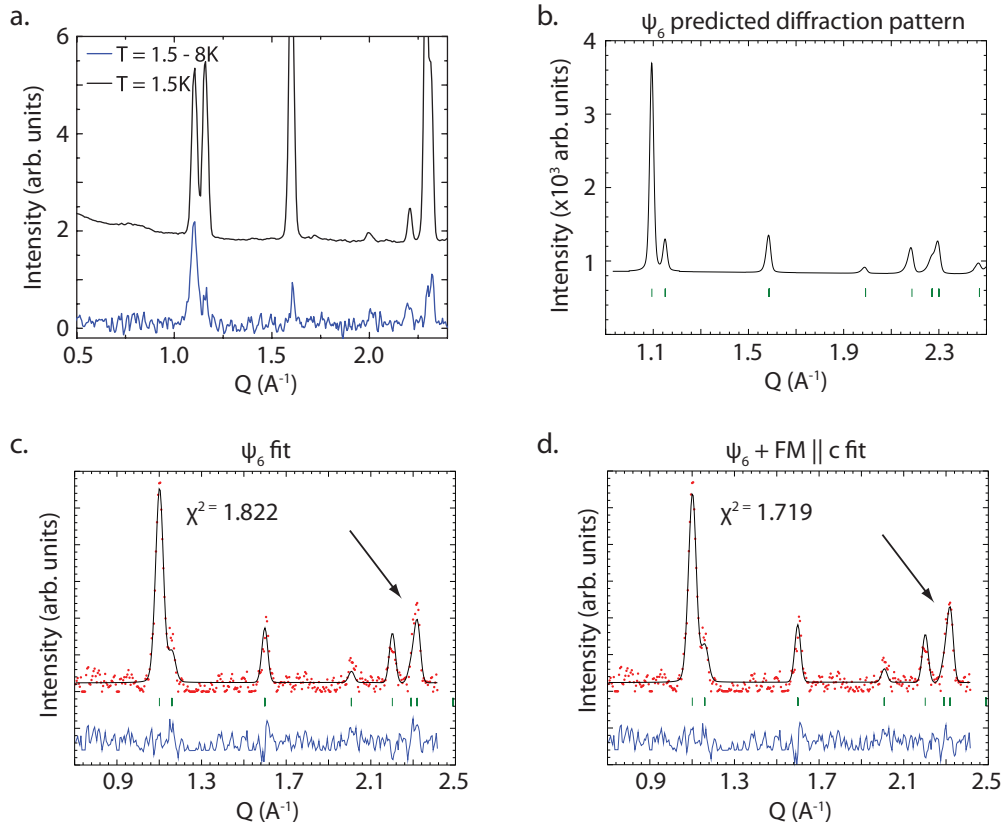 a.
T = 1.5 - 8K
T = 1.5K
6
4
2
0
0.5
1.0
1.5
2.0
Intensity (arb. units)
Q (A⁻¹)
b.
ψ₆ predicted diffraction pattern
4
3
2
1
1.1
1.5
1.9
2.3
Intensity (x10³ arb. units)
Q (A⁻¹)
c.
ψ₆ fit
χ² = 1.822
0.9
1.3
1.7
2.1
2.5
Intensity (arb. units)
Q (A⁻¹)
d.
ψ₆ + FM || c fit
χ² = 1.719
0.9
1.3
1.7
2.1
2.5
Intensity (arb. units)
Q (A⁻¹)